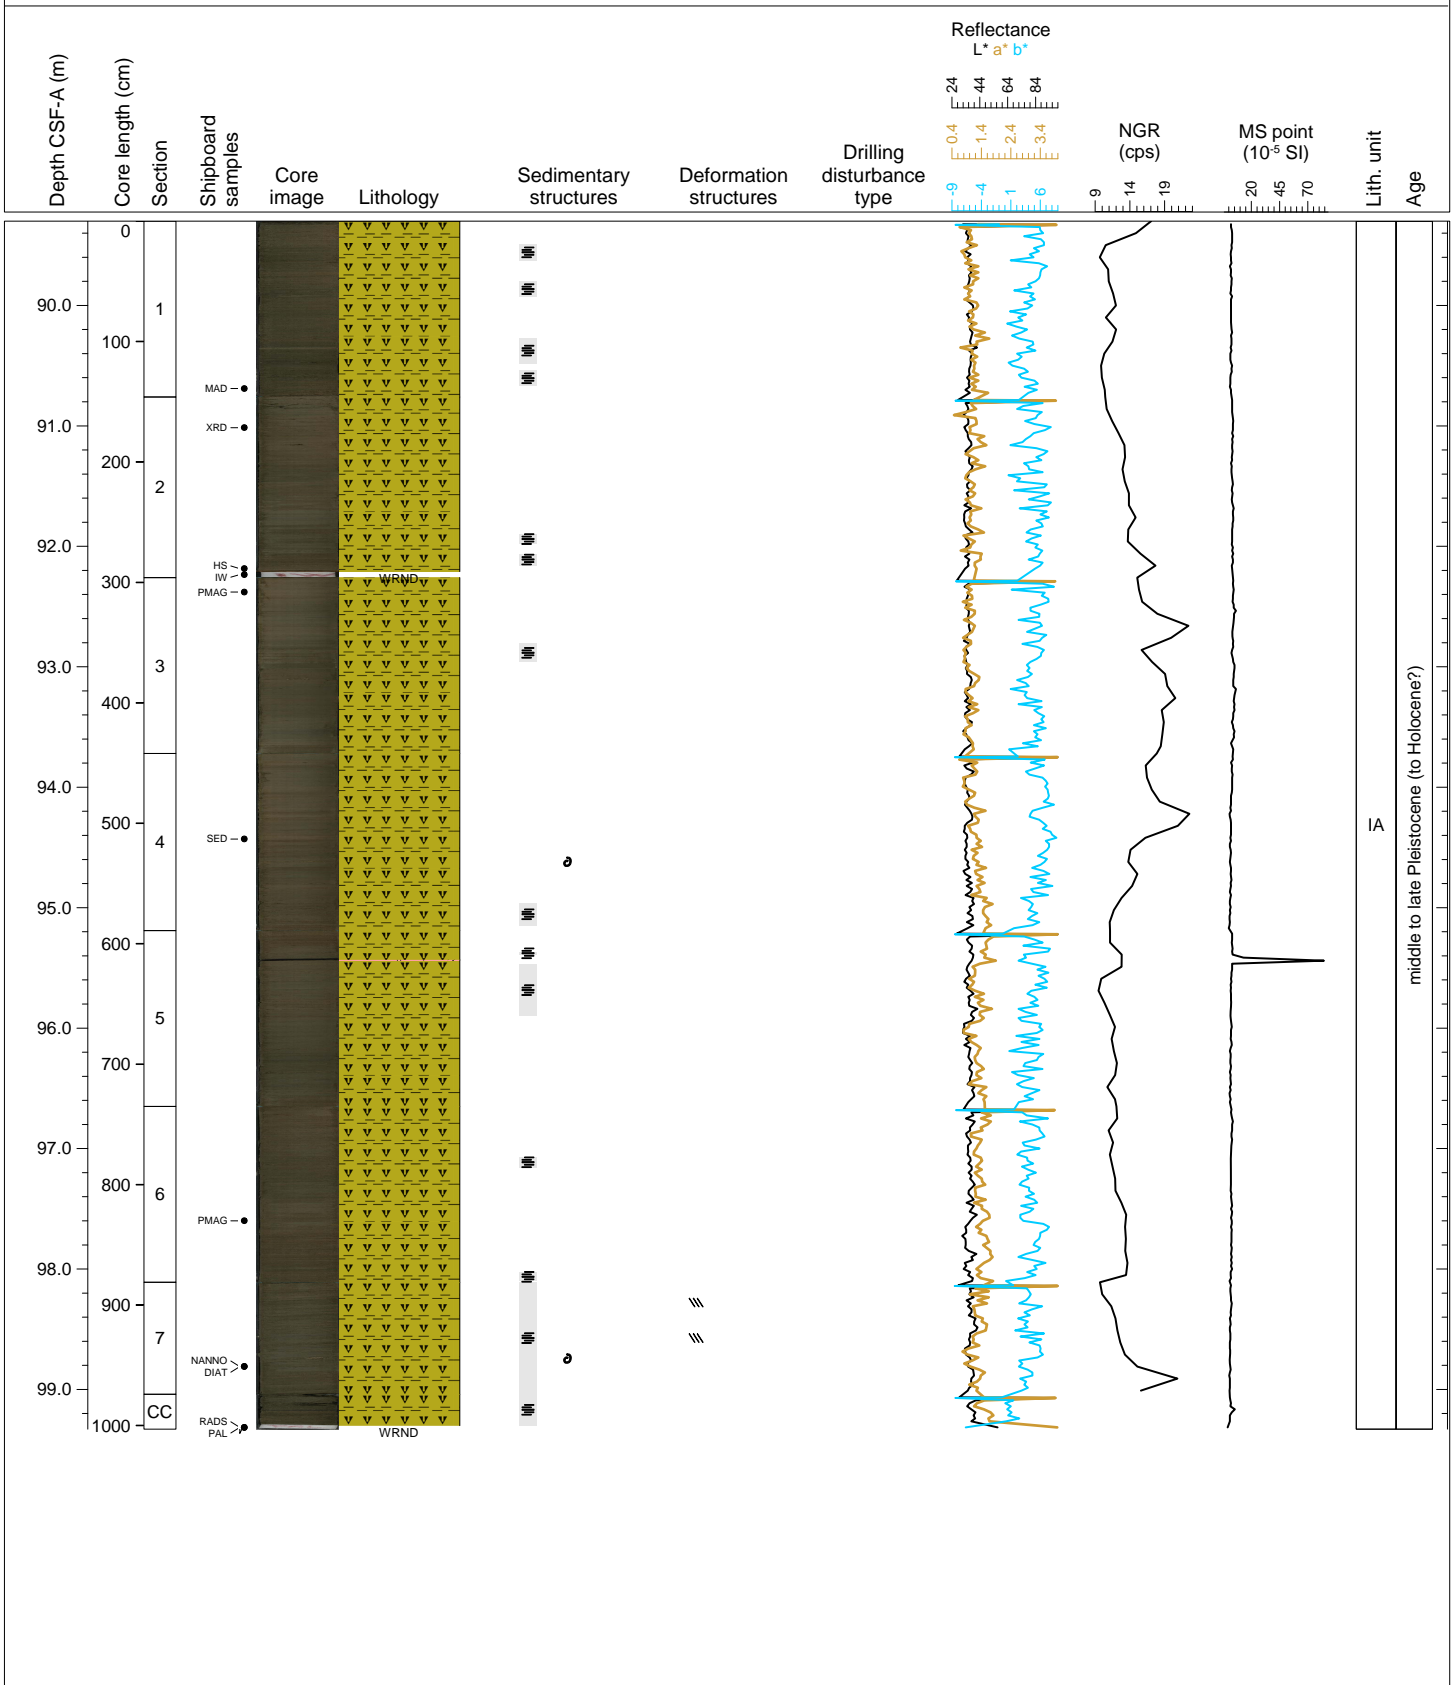 Depth CSF-A (m)
Core length (cm)
Section
Shipboard
samples
Core
image
Lithology
Sedimentary
structures
Deformation
structures
Drilling
disturbance
type
Reflectance
L* a* b*
24 44 64 84
0.4 1.4 2.4 3.4
-9 -4 1 6
NGR
(cps)
9 14 19
MS point
(10-5 SI)
20 45 70
Lith. unit
Age
90.0
91.0
92.0
93.0
94.0
95.0
96.0
97.0
98.0
99.0
0
100
200
300
400
500
600
700
800
900
1000
1
2
3
4
5
6
7
CC
MAD
XRD
HS
IW
PMAG
SED
PMAG
NANNO
DIAT
RADS
PAL
WRND
WRND
IA
middle to late Pleistocene (to Holocene?)